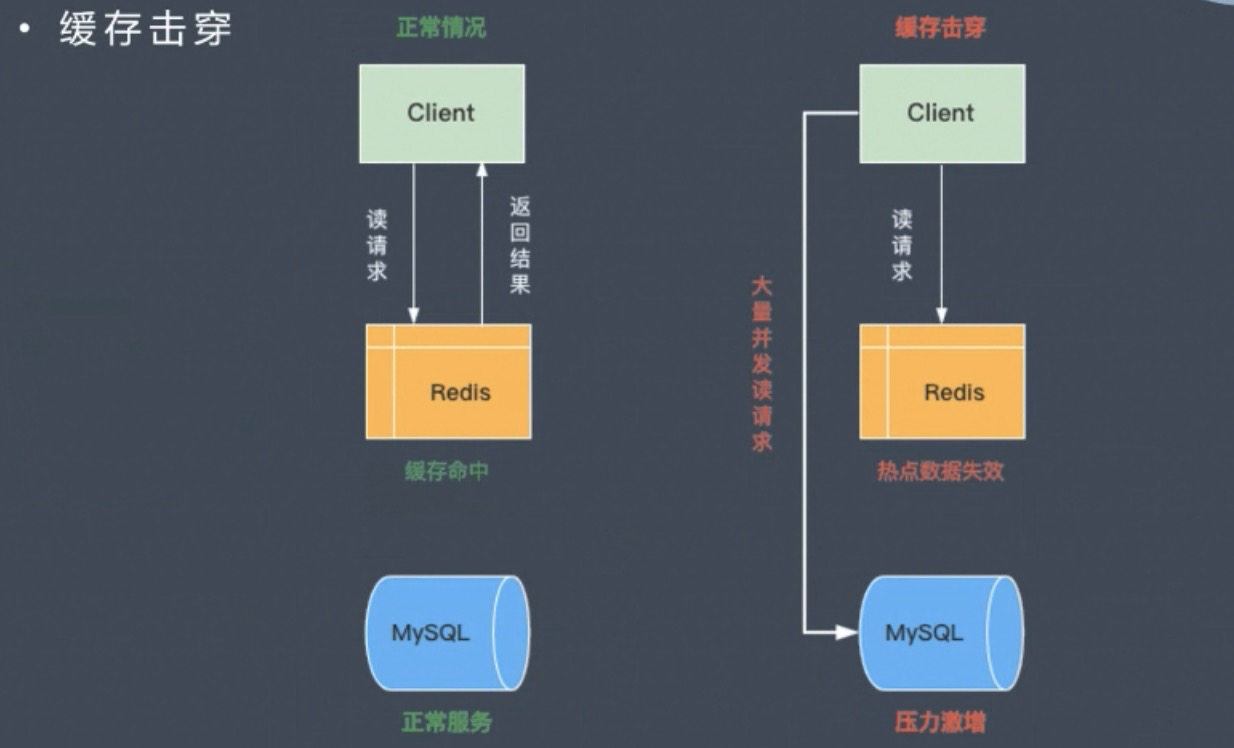 • 缓存击穿
正常情况
Client
读请求
返回结果
Redis
缓存命中
MySQL
正常服务
缓存击穿
Client
读请求
大量并发读请求
Redis
热点数据失效
MySQL
压力激增